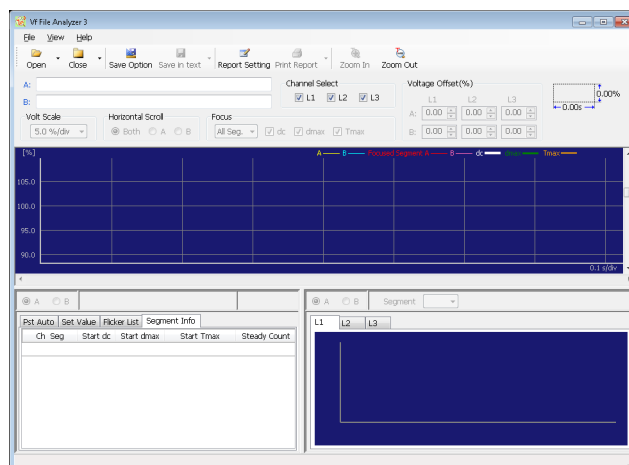 Vf File Analyzer 3
File View Help
Open Close Save Option Save in text Report Setting Print Report Zoom In Zoom Out
A:
B:
Channel Select
L1 L2 L3
Voltage Offset(%)
L1 L2 L3
A: 0.00 0.00 0.00
B: 0.00 0.00 0.00
0.00%
0.00s
Volt Scale
5.0 %/div
Horizontal Scroll
Both A B
Focus
All Seg. dc dmax Tmax
[%] A B Focused Segment A B dc dmax Tmax
105.0
100.0
95.0
90.0
0.1 s/div
A B
Pst Auto Set Value Flicker List Segment Info
Ch Seg Start dc Start dmax Start Tmax Steady Count
A B Segment
L1 L2 L3